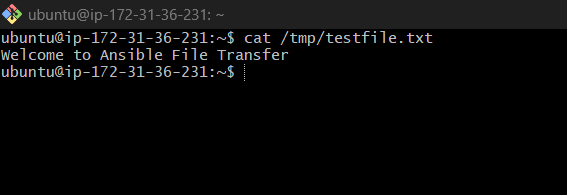 ubuntu@ip-172-31-36-231: ~
ubuntu@ip-172-31-36-231:~$ cat /tmp/testfile.txt
Welcome to Ansible File Transfer
ubuntu@ip-172-31-36-231:~$